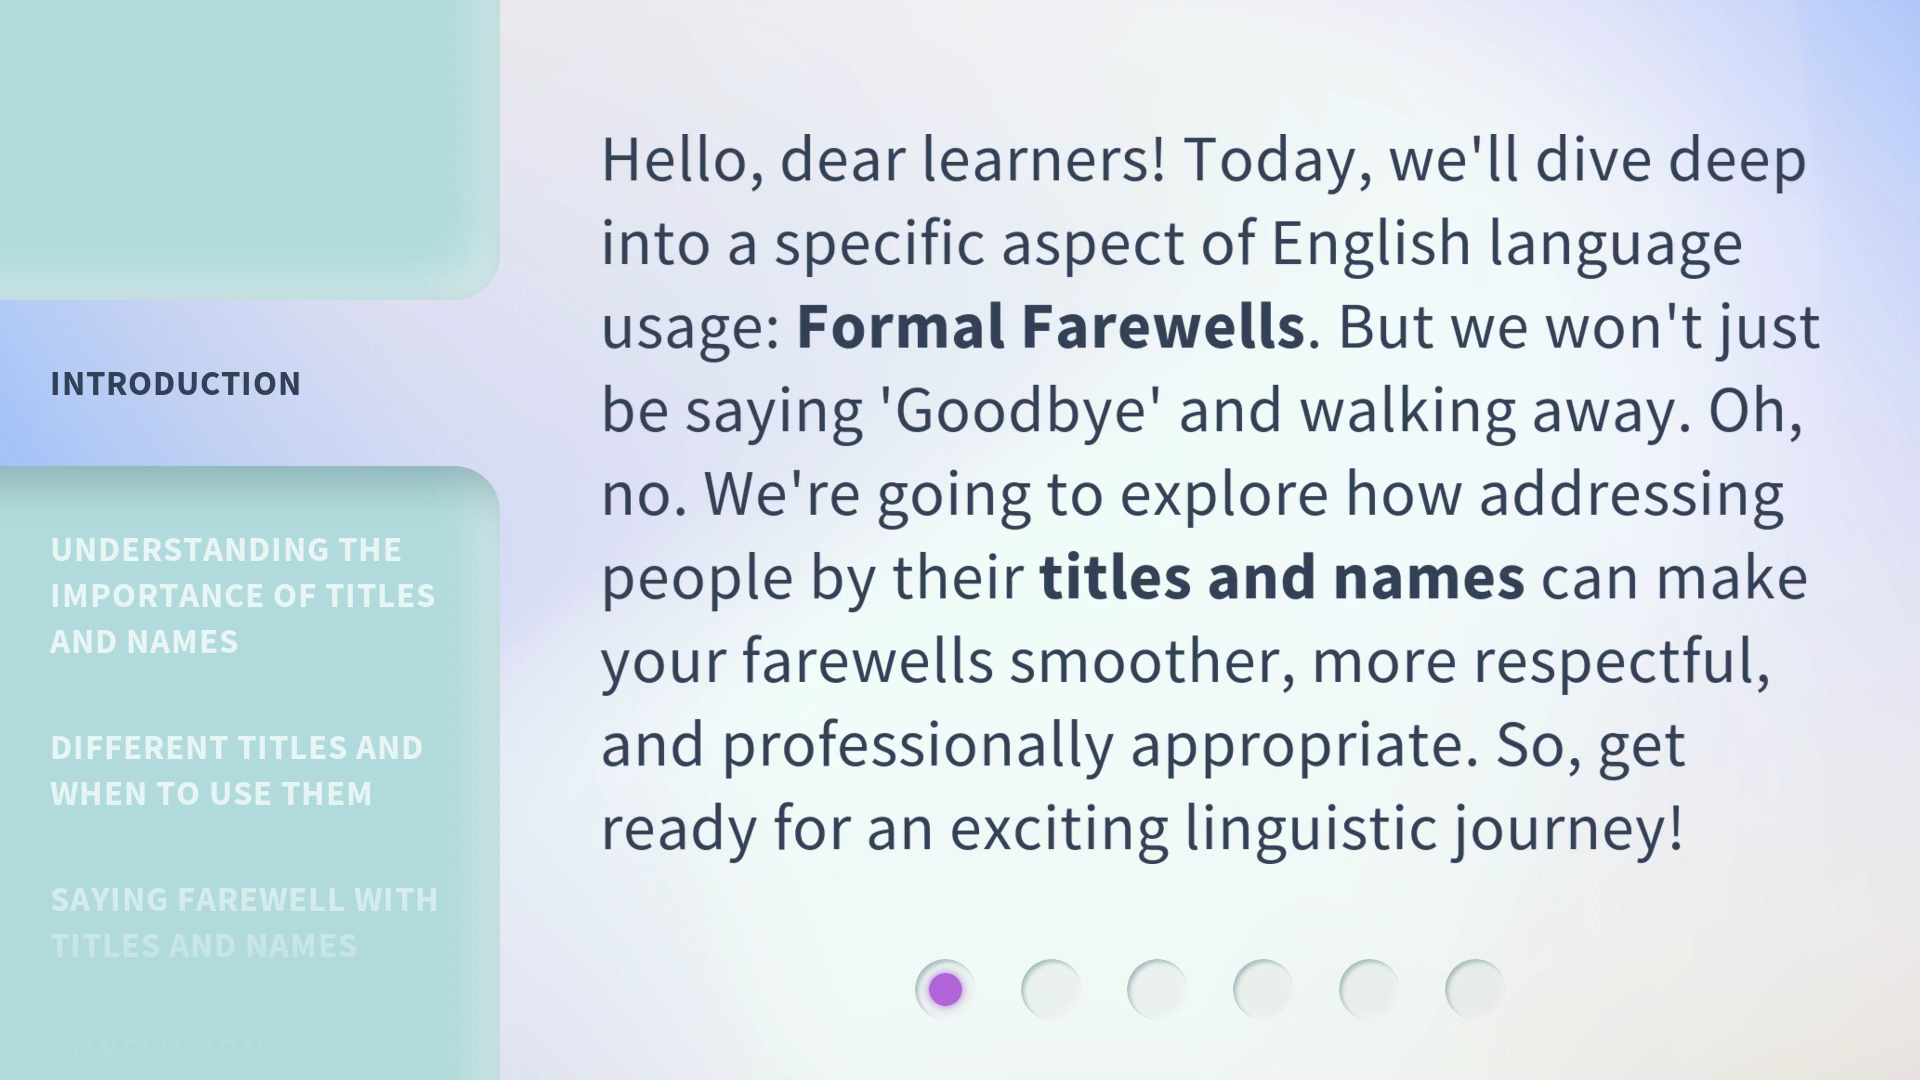 INTRODUCTION
UNDERSTANDING THE
IMPORTANCE OF TITLES
AND NAMES
DIFFERENT TITLES AND
WHEN TO USE THEM
SAYING FAREWELL WITH
TITLES AND NAMES
CONCLUSION
Hello, dear learners! Today, we'll dive deep
into a specific aspect of English language
usage: Formal Farewells. But we won't just
be saying 'Goodbye' and walking away. Oh,
no. We're going to explore how addressing
people by their titles and names can make
your farewells smoother, more respectful,
and professionally appropriate. So, get
ready for an exciting linguistic journey!